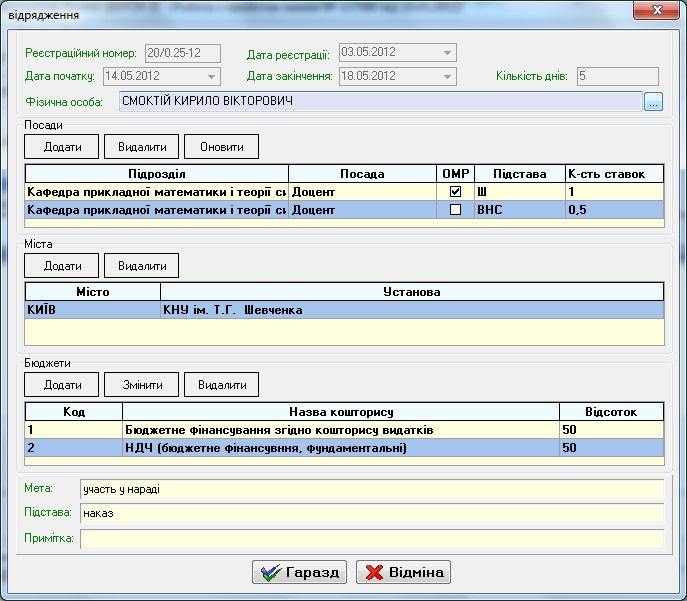 відрядження
Реєстраційний номер: 20/0.25-12 Дата реєстрації: 03.05.2012
Дата початку: 14.05.2012 Дата закінчення: 18.05.2012 Кількість днів: 5
Фізична особа: СМОКТІЙ КИРИЛО ВІКТОРОВИЧ ...
Посади
Додати Видалити Оновити
Підрозділ Посада ОМР Підстава К-сть ставок
Кафедра прикладної математики і теорії си Доцент Ш 1
Кафедра прикладної математики і теорії си Доцент ВНС 0,5
Міста
Додати Видалити
Місто Установа
КИЇВ КНУ ім. Т.Г. Шевченка
Бюджети
Додати Змінити Видалити
Код Назва кошторису Відсоток
1 Бюджетне фінансування згідно кошторису видатків 50
2 НДЧ (бюджетне фінансувння, фундаментальні) 50
Мета: участь у нараді
Підстава: наказ
Примітка:
Гаразд Відміна